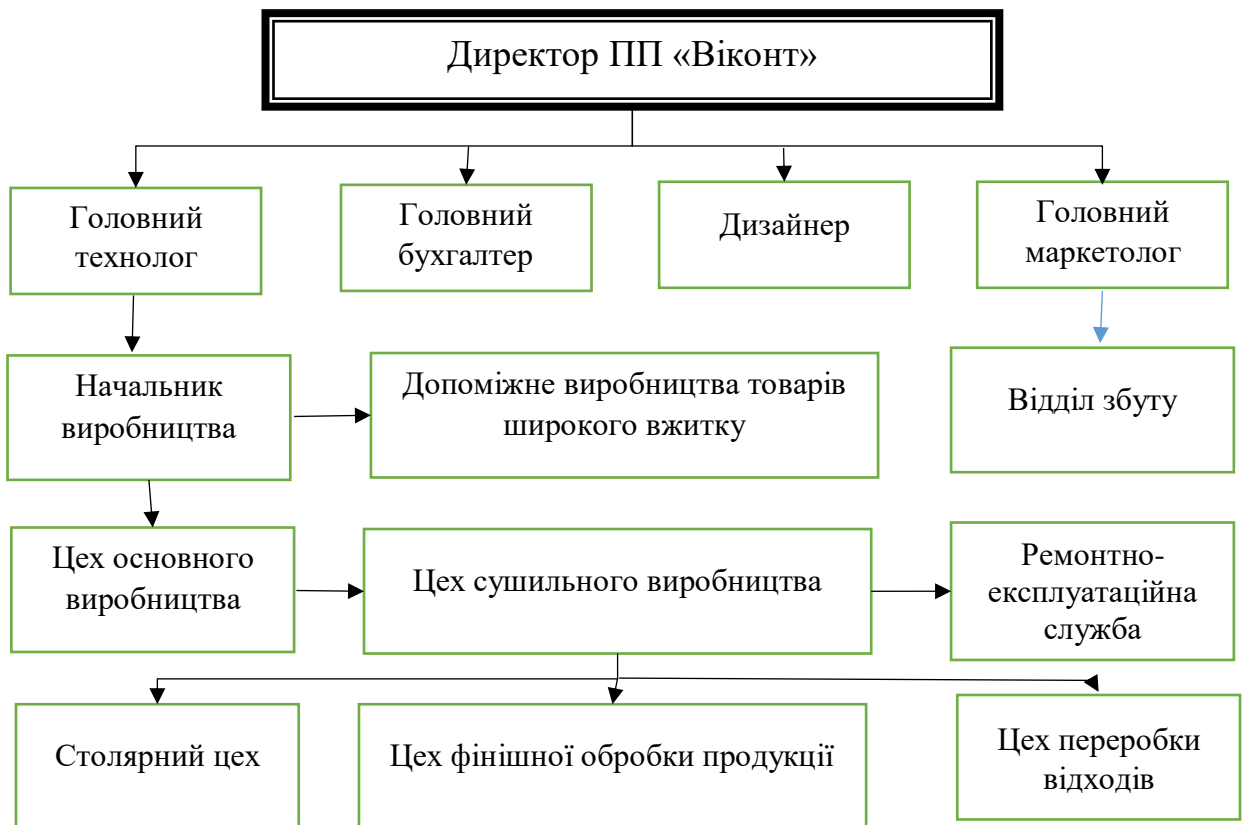 Директор ПП «Віконт»
Головний
технолог
Головний
бухгалтер
Дизайнер
Головний
маркетолог
Начальник
виробництва
Допоміжне виробництва товарів
широкого вжитку
Відділ збуту
Цех основного
виробництва
Цех сушильного виробництва
Ремонтно-
експлуатаційна
служба
Столярний цех
Цех фінішної обробки продукції
Цех переробки
відходів